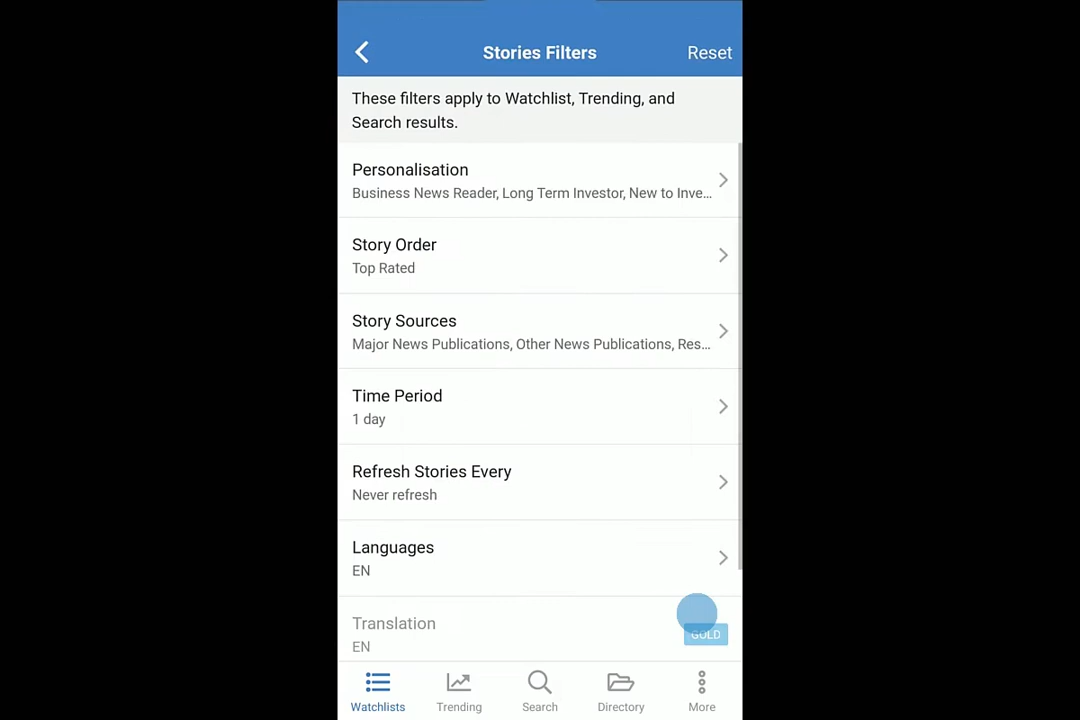 Stories Filters
Reset
These filters apply to Watchlist, Trending, and
Search results.
Personalisation
Business News Reader, Long Term Investor, New to Inve...
Story Order
Top Rated
Story Sources
Major News Publications, Other News Publications, Res...
Time Period
1 day
Refresh Stories Every
Never refresh
Languages
EN
Translation
EN
GOLD
Watchlists
Trending
Search
Directory
More